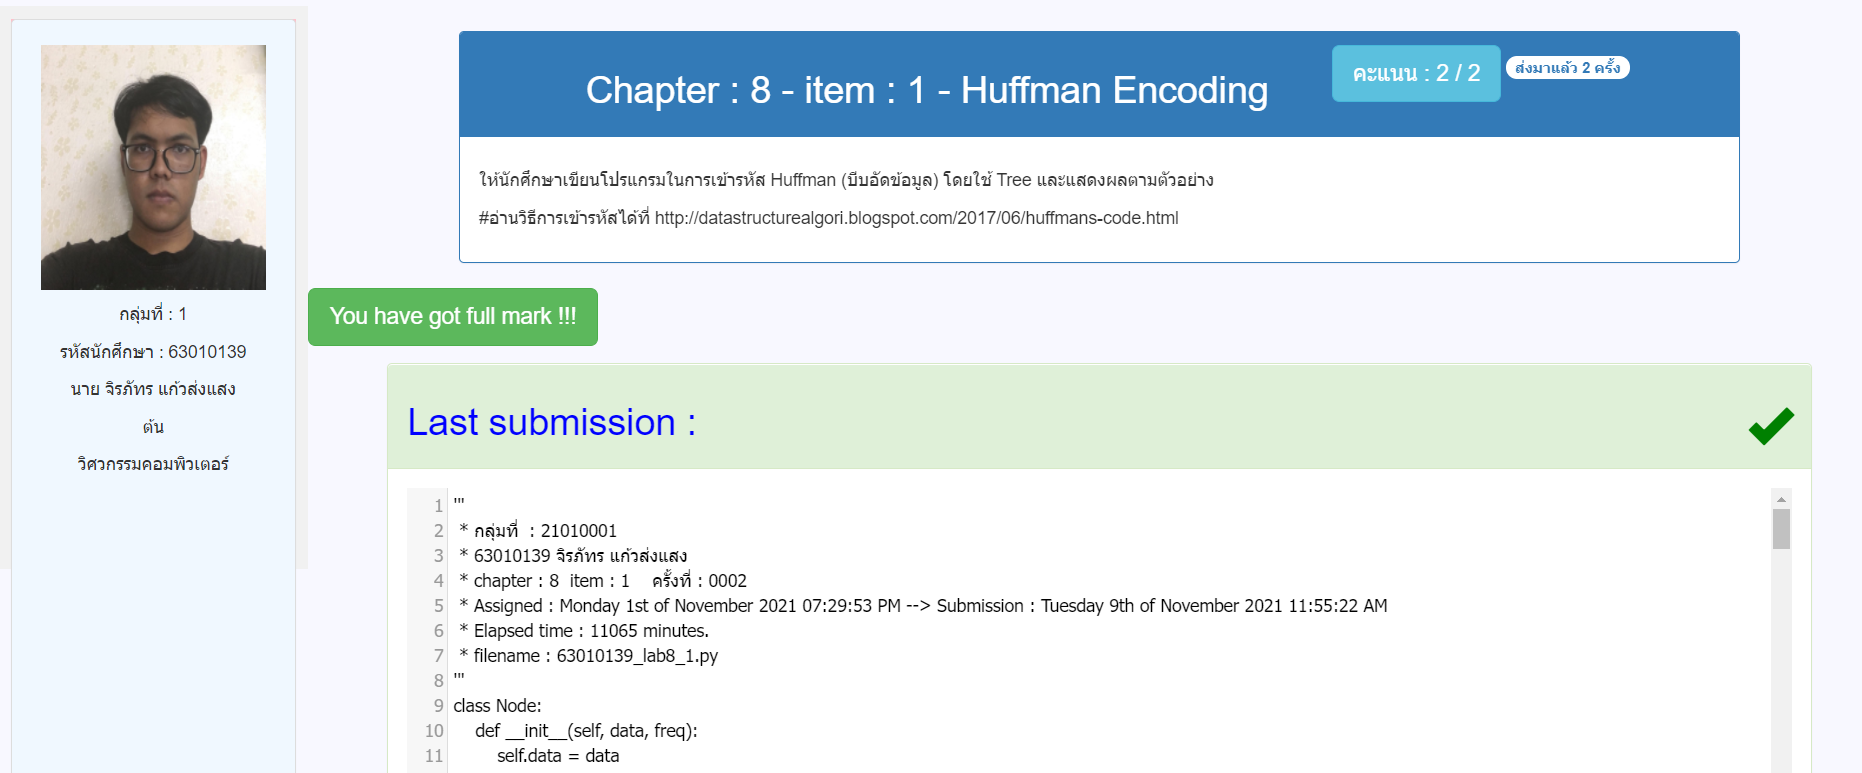 กลุ่มที่ : 1
รหัสนักศึกษา : 63010139
นาย จิรภัทร แก้วส่งแสง
ต้น
วิศวกรรมคอมพิวเตอร์
Chapter : 8 - item : 1 - Huffman Encoding
คะแนน : 2 / 2
ส่งมาแล้ว 2 ครั้ง
ให้นักศึกษาเขียนโปรแกรมในการเข้ารหัส Huffman (บีบอัดข้อมูล) โดยใช้ Tree และแสดงผลตามตัวอย่าง
#อ่านวิธีการเข้ารหัสได้ที่ http://datastructurealgori.blogspot.com/2017/06/huffmans-code.html
You have got full mark !!!
Last submission :
1 '''
2 * กลุ่มที่ : 21010001
3 * 63010139 จิรภัทร แก้วส่งแสง
4 * chapter : 8 item : 1 ครั้งที่ : 0002
5 * Assigned : Monday 1st of November 2021 07:29:53 PM --> Submission : Tuesday 9th of November 2021 11:55:22 AM
6 * Elapsed time : 11065 minutes.
7 * filename : 63010139_lab8_1.py
8 '''
9 class Node:
10 def __init__(self, data, freq):
11 self.data = data